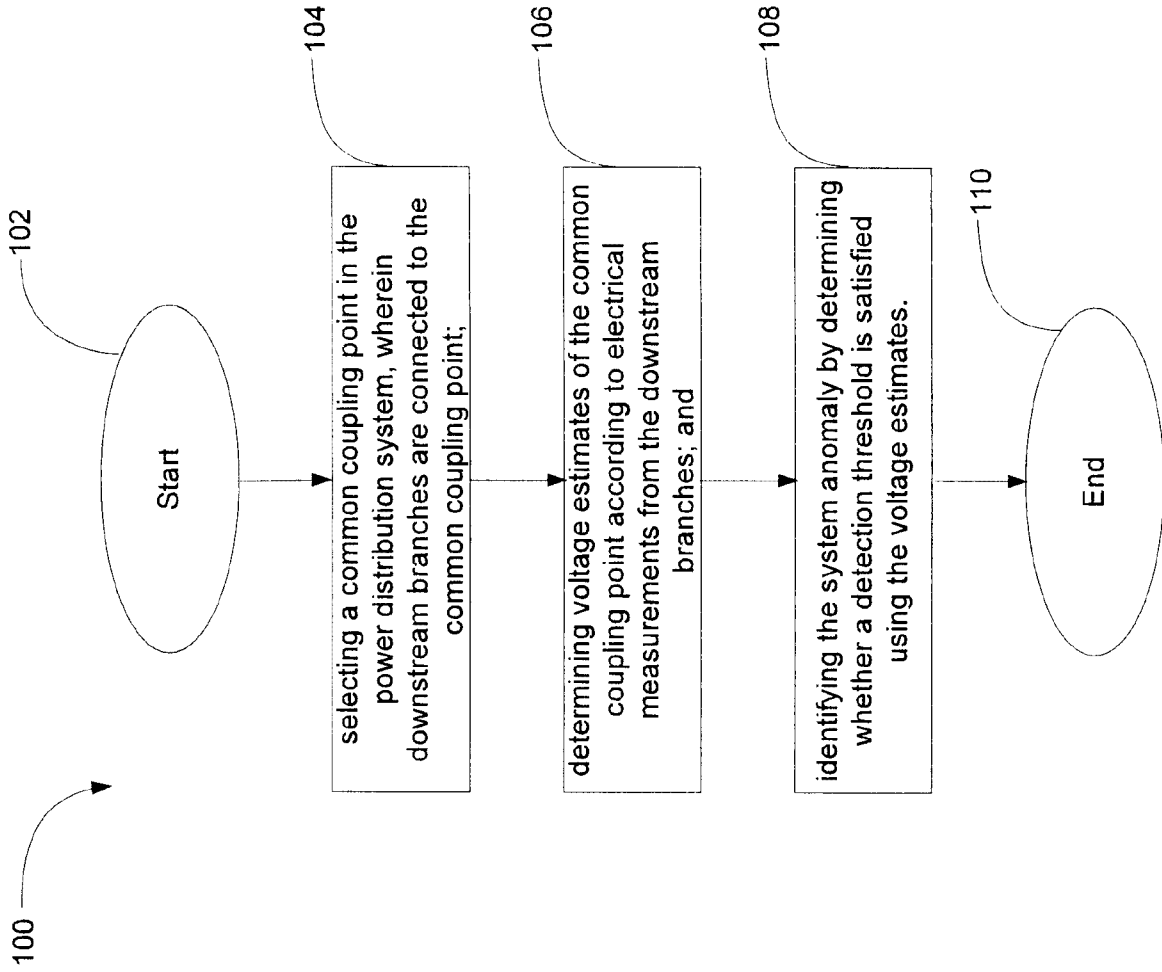 100
102
Start
104
selecting a common coupling point in the
power distribution system, wherein
downstream branches are connected to the
common coupling point;
106
determining voltage estimates of the common
coupling point according to electrical
measurements from the downstream
branches; and
108
identifying the system anomaly by determining
whether a detection threshold is satisfied
using the voltage estimates.
110
End